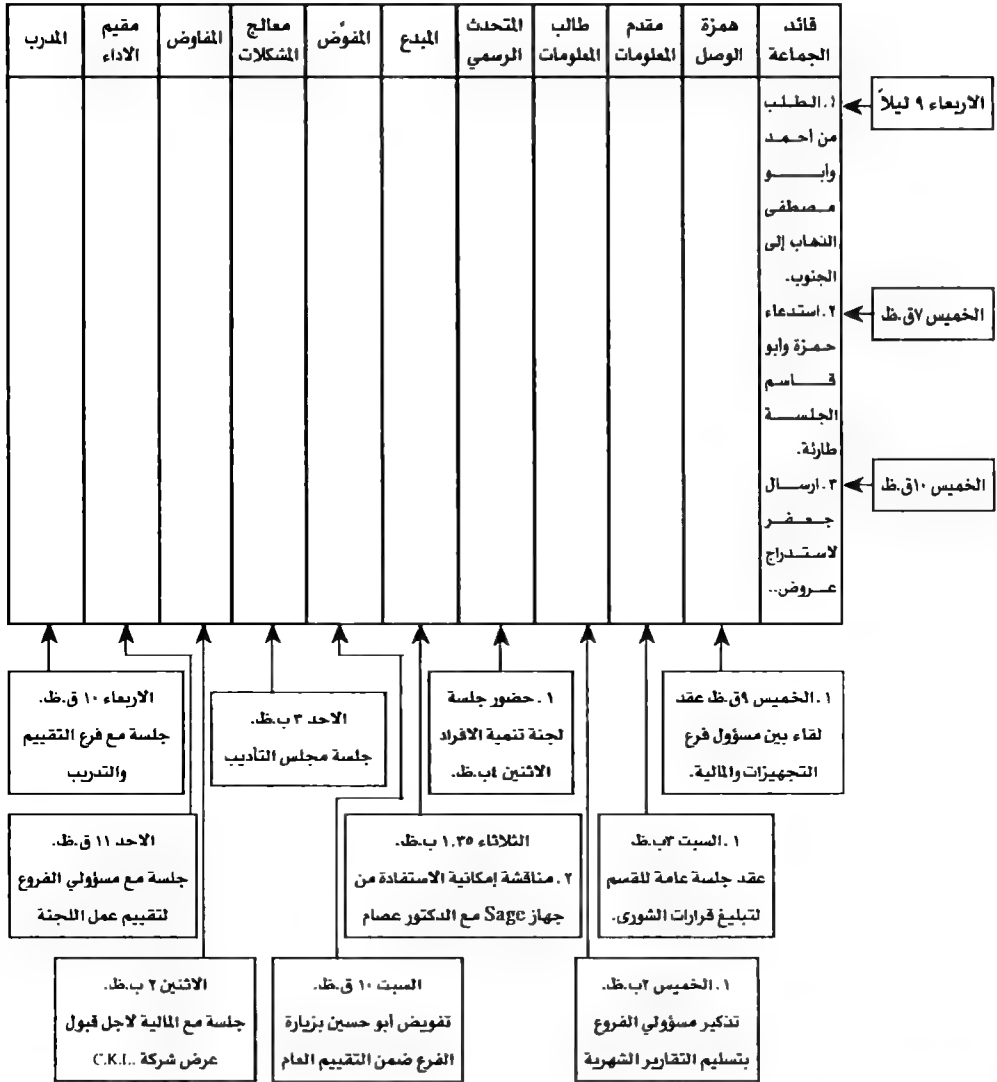 قائد
الجماعة
همزة
الوصل
مقدم
المعلومات
طالب
المعلومات
المتحدث
الرسمي
المبدع
المفوّض
معالج
المشكلات
المفاوض
مقيم
الاداء
المدرب
١. الطلب
من أحمد
وأبو
مصطفى
الذهاب إلى
الجنوب.
٢. استدعاء
حمزة وأبو
قاسم
الجلسة
طارئة.
٣. ارسال
جعفر
لاستدراج
عروض..
الاربعاء ٩ ليلاً
الخميس ٧ق.ظ
الخميس ١٠ق.ظ
١. الخميس ٩ق.ظ عقد
لقاء بين مسؤول فرع
التجهيزات والمالية.
١. حضور جلسة
لجنة تنمية الافراد
الاثنين ٤ب.ظ.
الاحد ٣ ب.ظ.
جلسة مجلس التأديب
الاربعاء ١٠ ق.ظ.
جلسة مع فرع التقييم
والتدريب
١. السبت ٣ب.ظ
عقد جلسة عامة للقسم
لتبليغ قرارات الشورى.
الثلاثاء ١.٣٥ ب.ظ.
٢. مناقشة إمكانية الاستفادة من
جهاز Sage مع الدكتور عصام
الاحد ١١ ق.ظ.
جلسة مع مسؤولي الفروع
لتقييم عمل اللجنة
١. الخميس ٢ب.ظ.
تذكير مسؤولي الفروع
بتسليم التقارير الشهرية
السبت ١٠ ق.ظ.
تفويض أبو حسين بزيارة
الفرع ضمن التقييم العام
الاثنين ٢ ب.ظ.
جلسة مع المالية لاجل قبول
عرض شركة C.K.L..